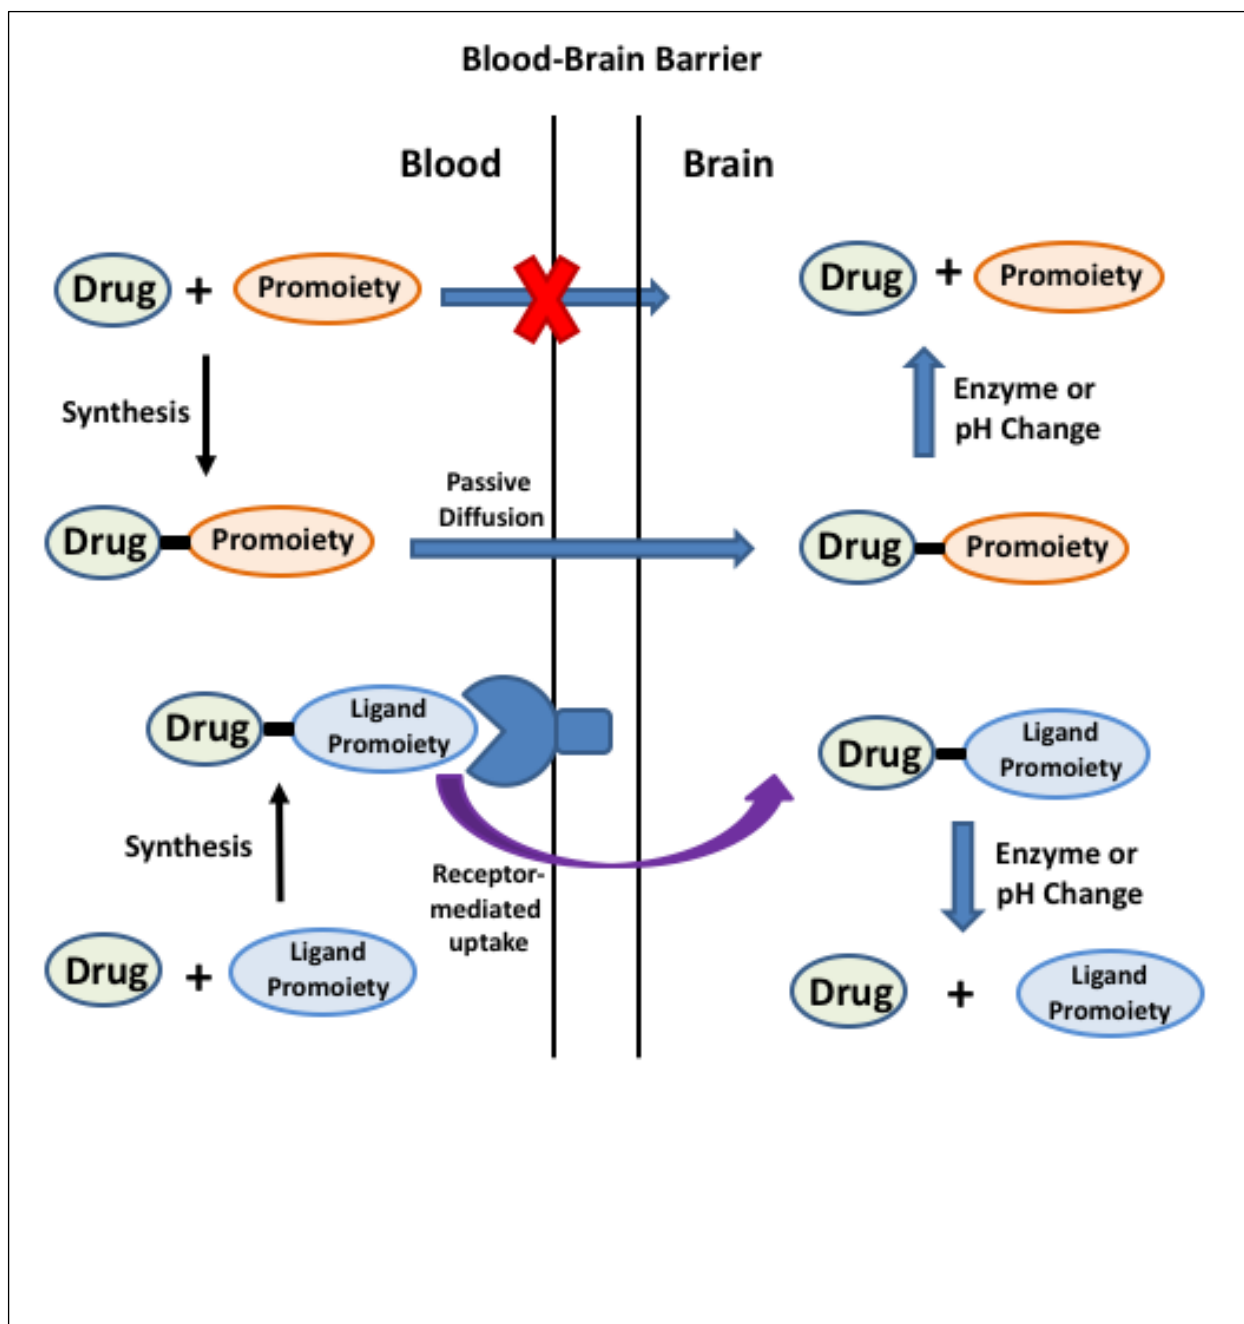 Blood-Brain Barrier
Blood
Brain
Drug + Promoiety
Drug + Promoiety
Synthesis
Enzyme or
pH Change
Passive
Diffusion
Drug Promoiety
Drug Promoiety
Drug
Ligand
Promoiety
Drug
Ligand
Promoiety
Synthesis
Receptor-
mediated
uptake
Enzyme or
pH Change
Drug +
Ligand
Promoiety
Drug +
Ligand
Promoiety